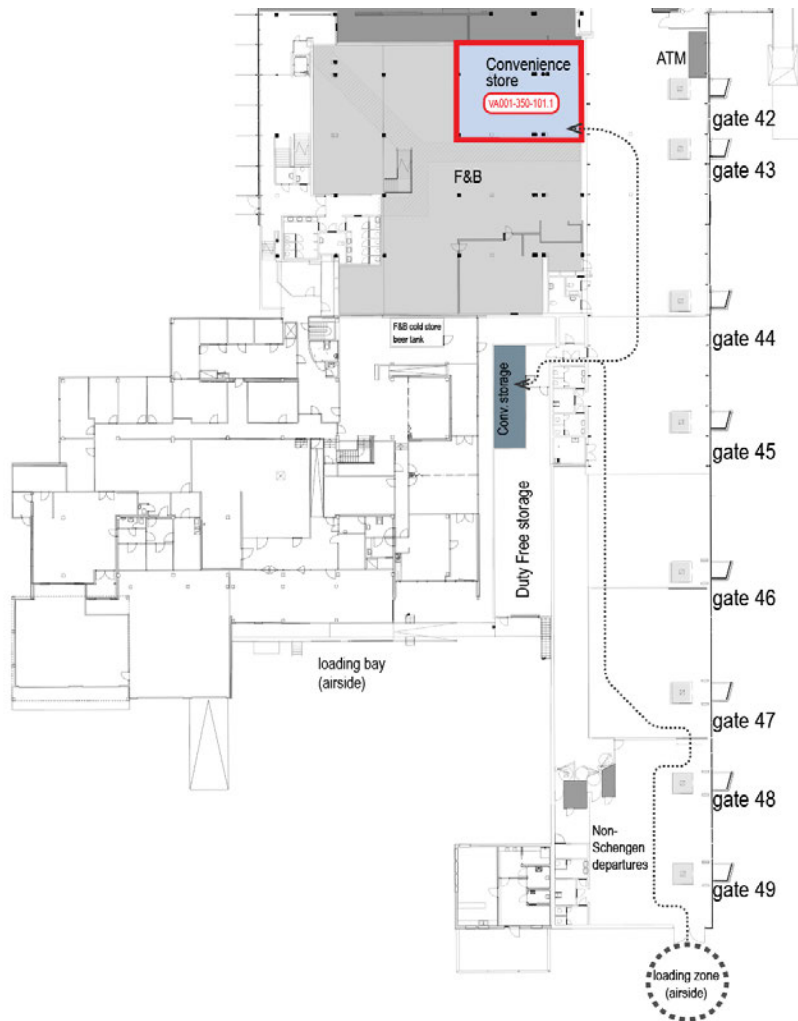 Convenience
store
VA001-350-101.1
ATM
gate 42
gate 43
F&B
gate 44
F&B cold store
beer tank
Conv. storage
gate 45
Duty Free storage
gate 46
loading bay
(airside)
gate 47
gate 48
Non-
Schengen
departures
gate 49
loading zone
(airside)